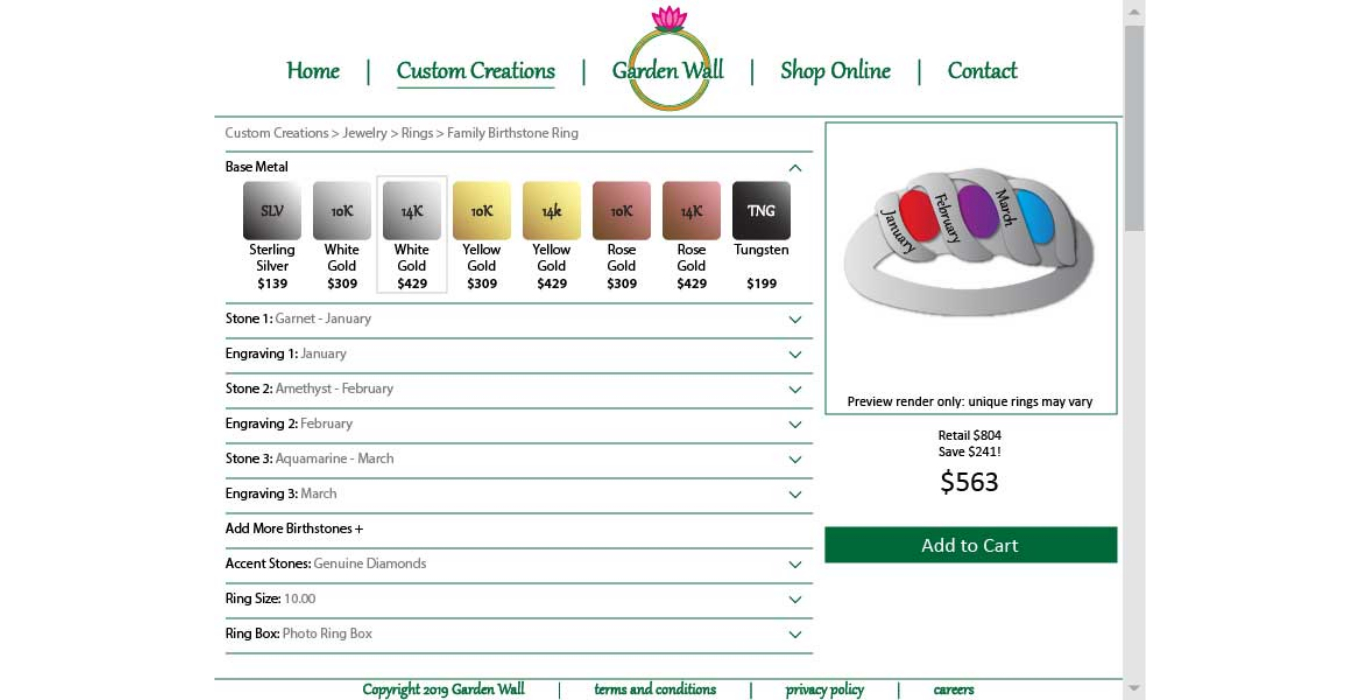 Home | Custom Creations | Garden Wall | Shop Online | Contact
Custom Creations > Jewelry > Rings > Family Birthstone Ring
Base Metal
SLV 10K 14K 10K 14k 10K 14K TNG
Sterling White White Yellow Yellow Rose Rose Tungsten
Silver Gold Gold Gold Gold Gold Gold
$139 $309 $429 $309 $429 $309 $429 $199
Stone 1: Garnet - January
Engraving 1: January
Stone 2: Amethyst - February
Engraving 2: February
Stone 3: Aquamarine - March
Engraving 3: March
Add More Birthstones +
Accent Stones: Genuine Diamonds
Ring Size: 10.00
Ring Box: Photo Ring Box
January
February
March
Preview render only: unique rings may vary
Retail $804
Save $241!
$563
Add to Cart
Copyright 2019 Garden Wall | terms and conditions | privacy policy | careers